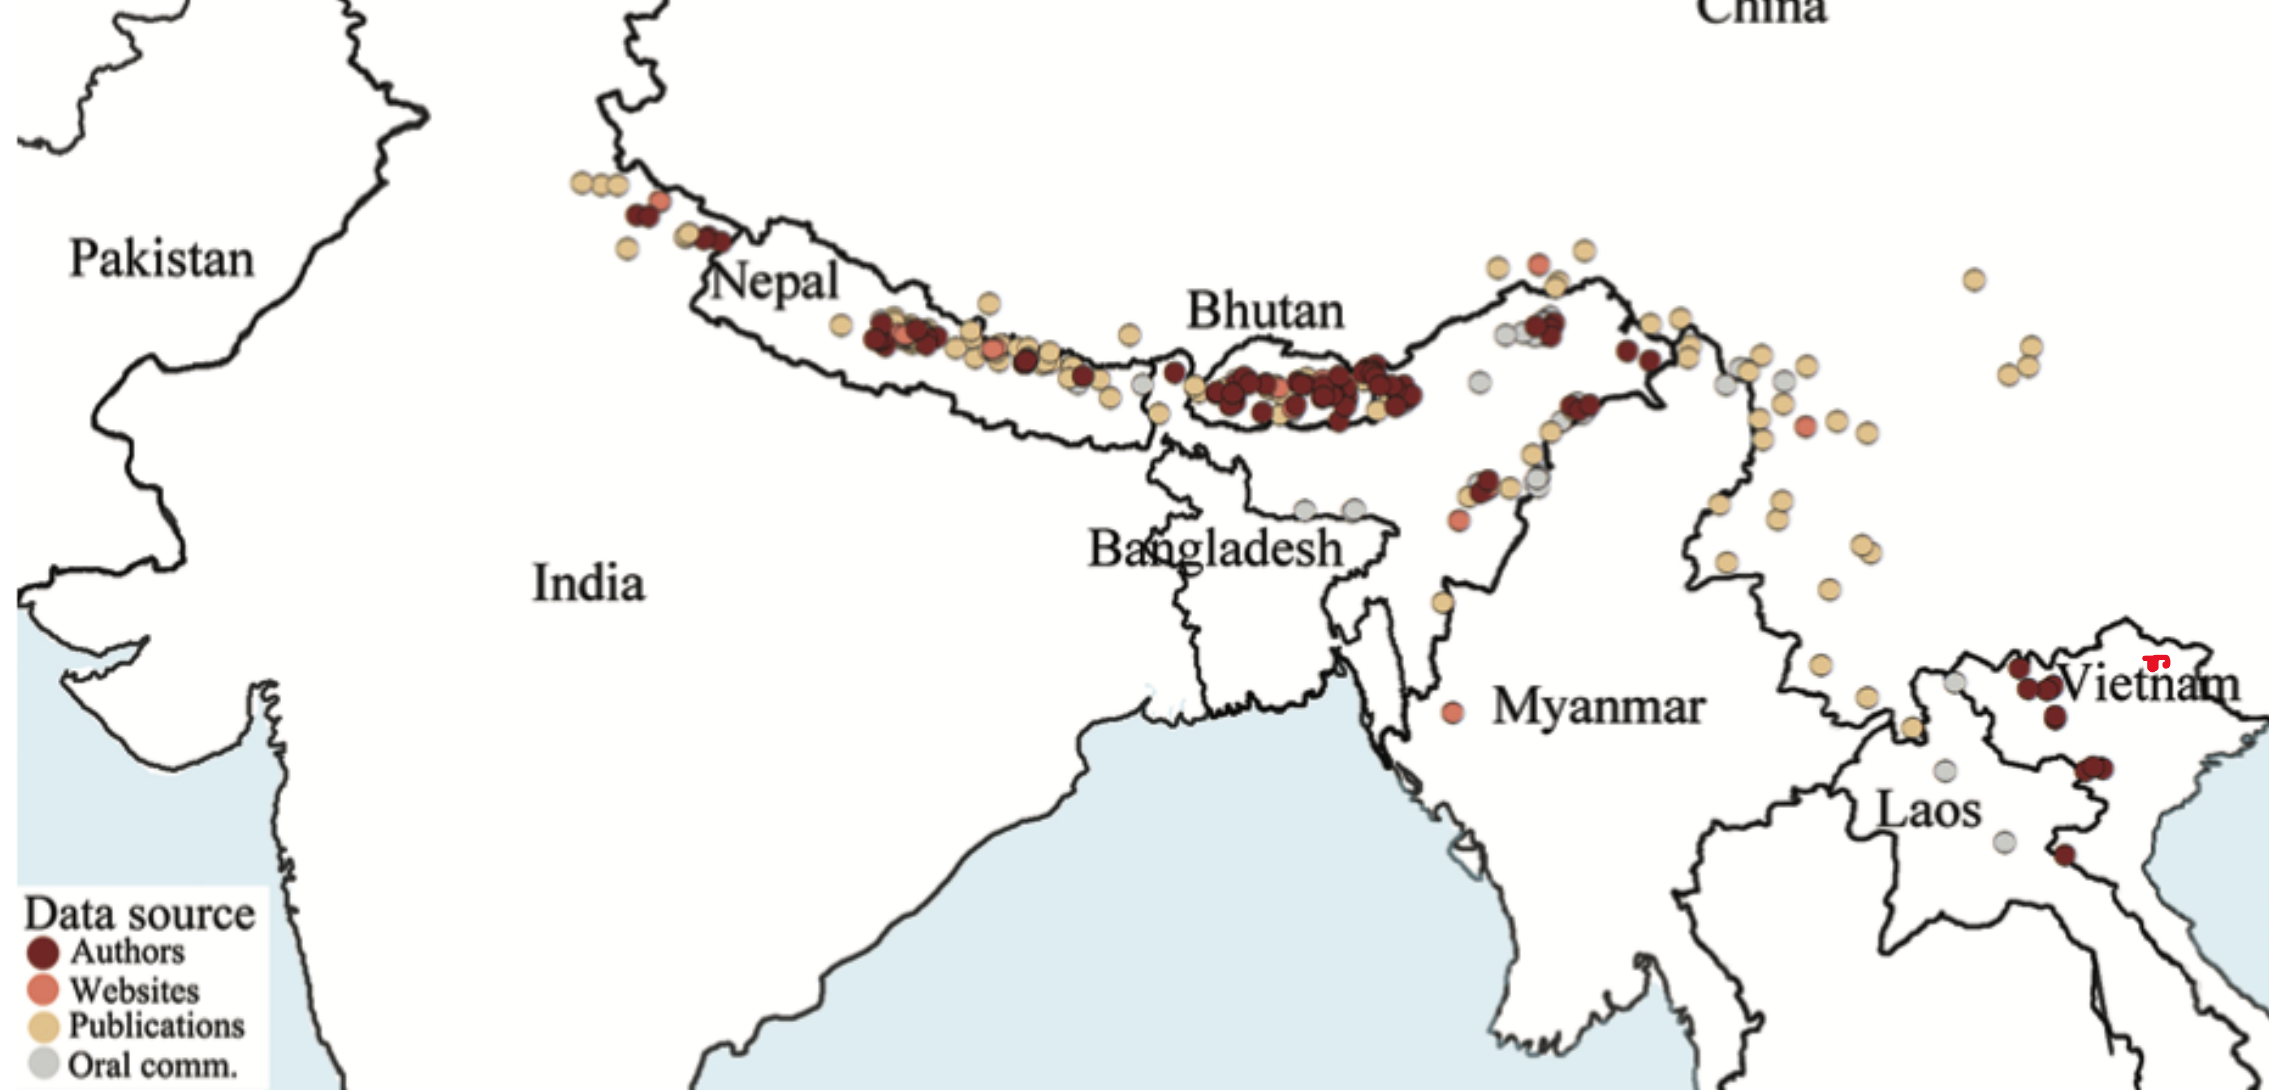 China
Pakistan
Nepal
Bhutan
India
Bangladesh
Myanmar
Vietnam
Laos
Data source
Authors
Websites
Publications
Oral comm.